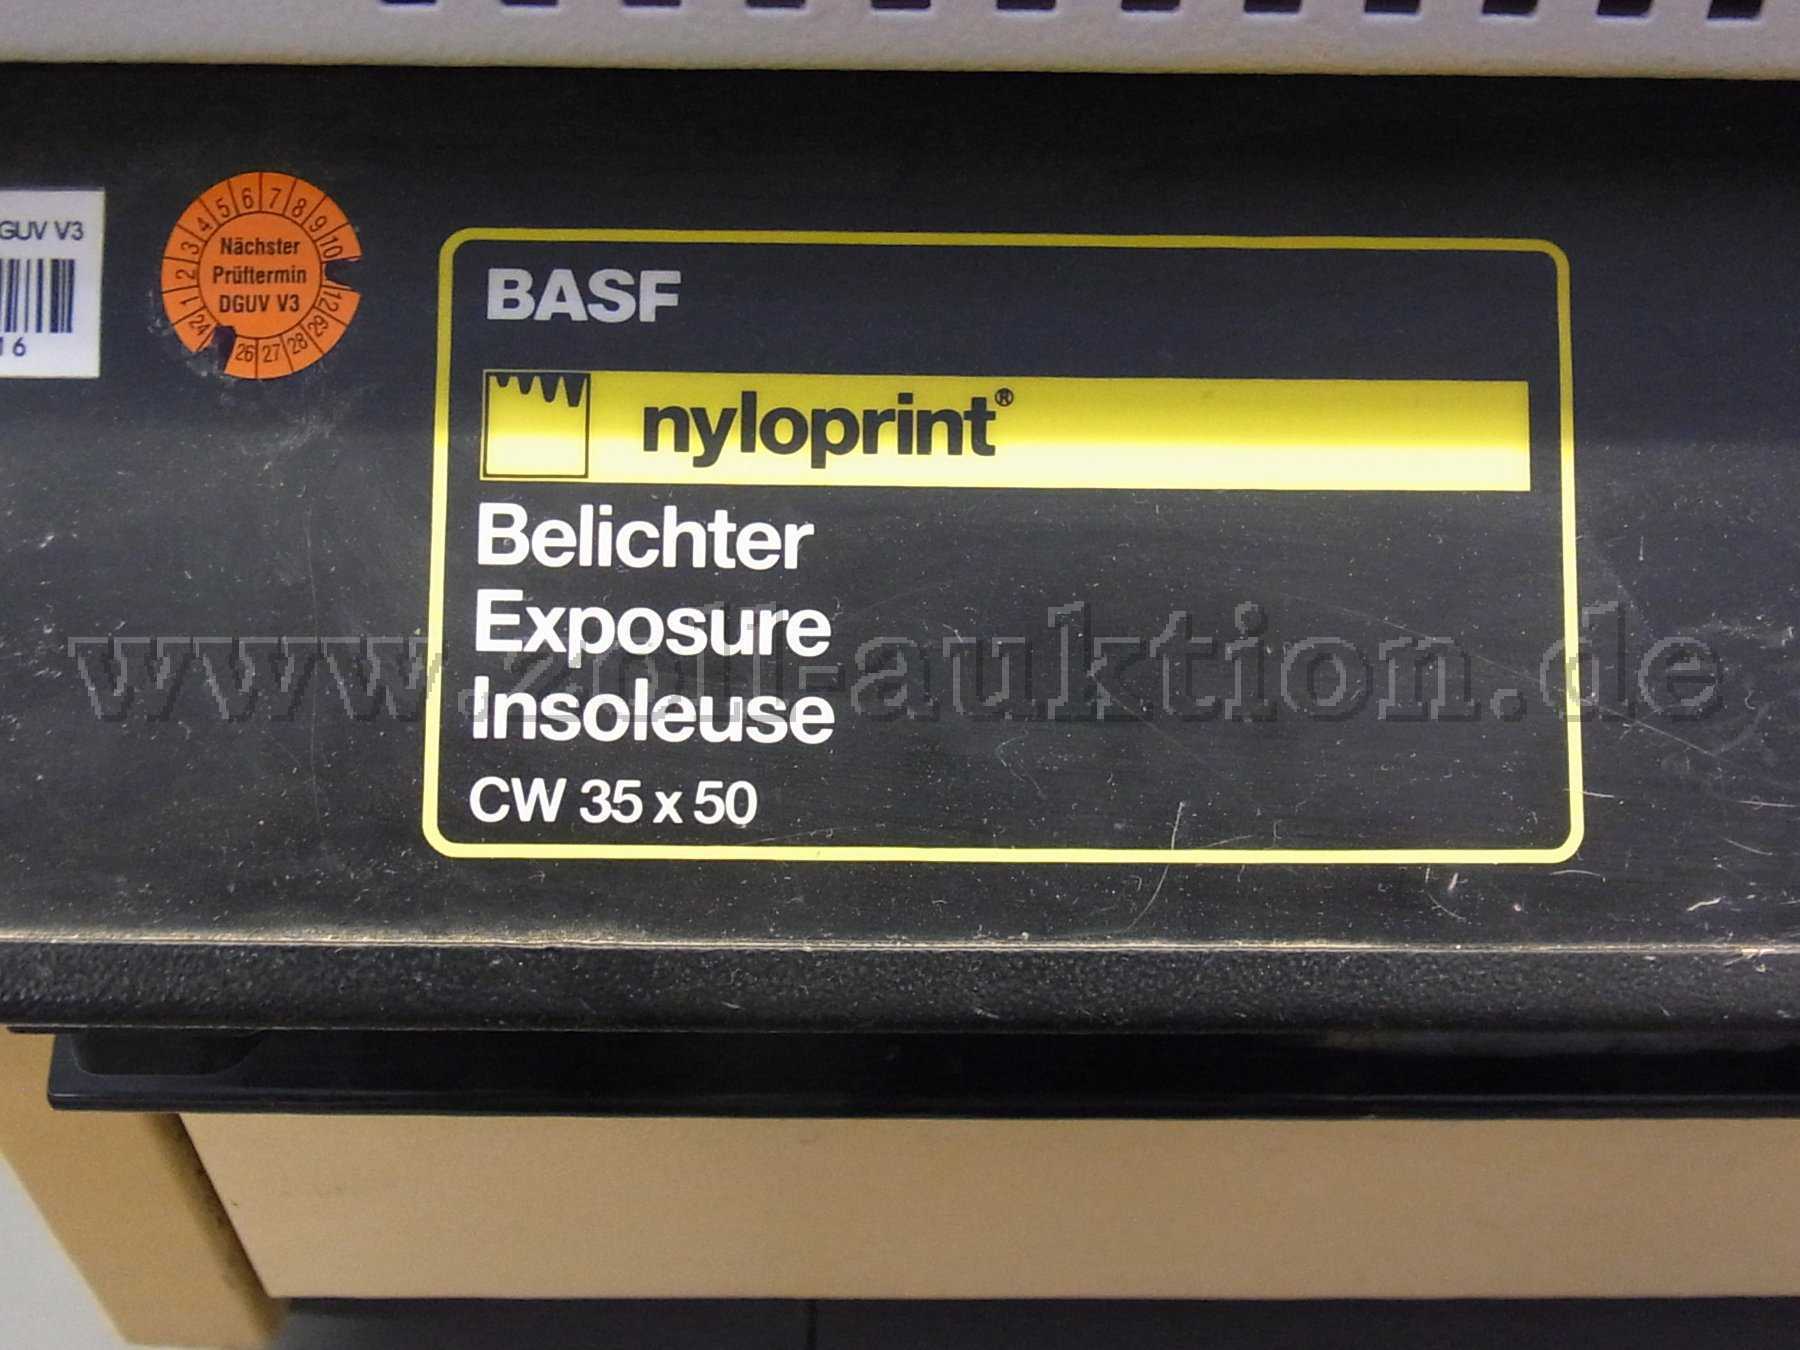 GUV V3
16
1 2 3 4 5 6 7 8 9 10 12
Nächster
Prüftermin
DGUV V3
24 26 27 28 29
BASF
nyloprint®
Belichter
Exposure
Insoleuse
CW 35 x 50
www.zoll-auktion.de